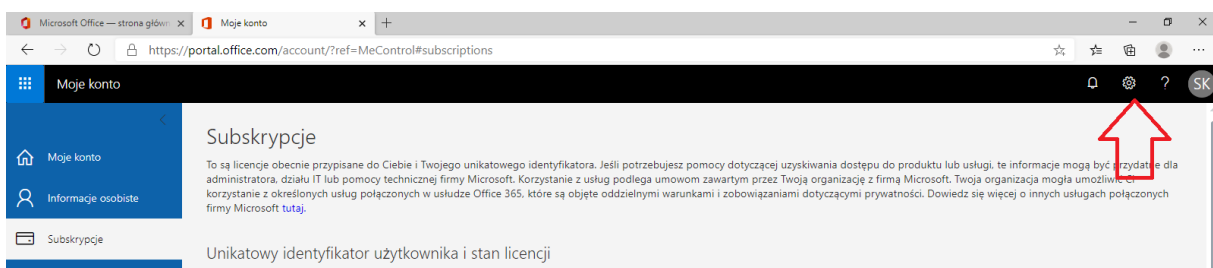 Microsoft Office — strona główn
Moje konto
https://portal.office.com/account/?ref=MeControl#subscriptions
Moje konto
?
SK
Subskrypcje
Moje konto
To są licencje obecnie przypisane do Ciebie i Twojego unikatowego identyfikatora. Jeśli potrzebujesz pomocy dotyczącej uzyskiwania dostępu do produktu lub usługi, te informacje mogą być przydatne dla
administratora, działu IT lub pomocy technicznej firmy Microsoft. Korzystanie z usług podlega umowom zawartym przez Twoją organizację z firmą Microsoft. Twoja organizacja mogła umożliwić Ci
Informacje osobiste
korzystanie z określonych usług połączonych w usłudze Office 365, które są objęte oddzielnymi warunkami i zobowiązaniami dotyczącymi prywatności. Dowiedz się więcej o innych usługach połączonych
firmy Microsoft tutaj.
Subskrypcje
Unikatowy identyfikator użytkownika i stan licencji